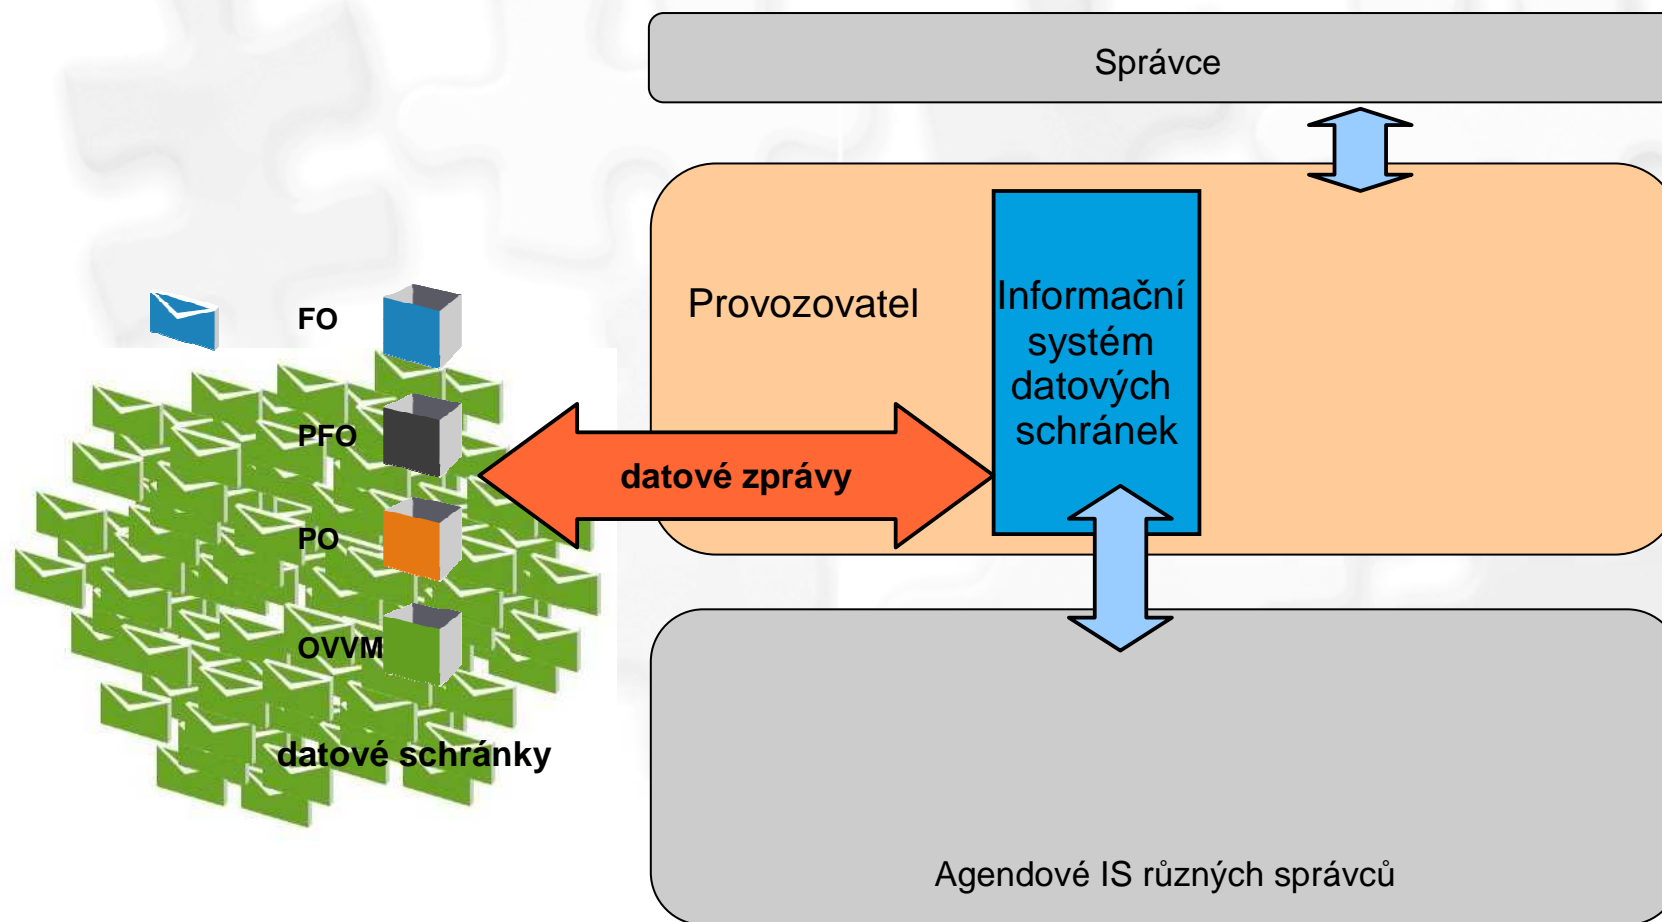 Správce
Provozovatel
Informační
systém
datových
schránek
FO
PFO
datové zprávy
PO
OVVM
datové schránky
Agendové IS různých správců